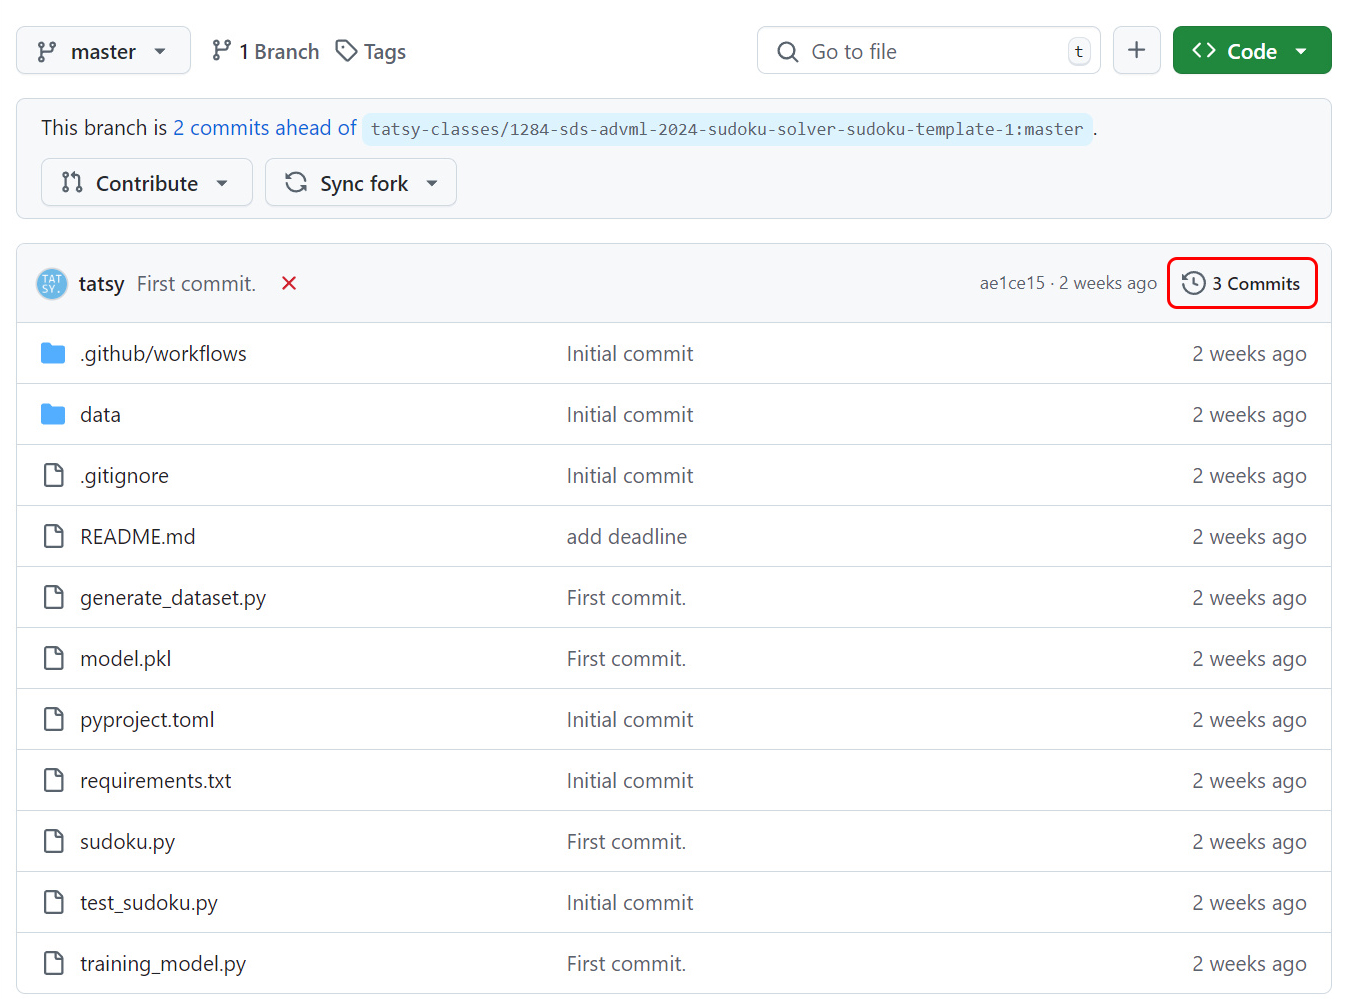 master 1 Branch Tags Go to file t + Code
This branch is 2 commits ahead of tatsy-classes/1284-sds-advml-2024-sudoku-solver-sudoku-template-1:master .
Contribute Sync fork
TAT
SY.
tatsy First commit. ae1ce15 · 2 weeks ago 3 Commits
.github/workflows Initial commit 2 weeks ago
data Initial commit 2 weeks ago
.gitignore Initial commit 2 weeks ago
README.md add deadline 2 weeks ago
generate_dataset.py First commit. 2 weeks ago
model.pkl First commit. 2 weeks ago
pyproject.toml Initial commit 2 weeks ago
requirements.txt Initial commit 2 weeks ago
sudoku.py First commit. 2 weeks ago
test_sudoku.py Initial commit 2 weeks ago
training_model.py First commit. 2 weeks ago